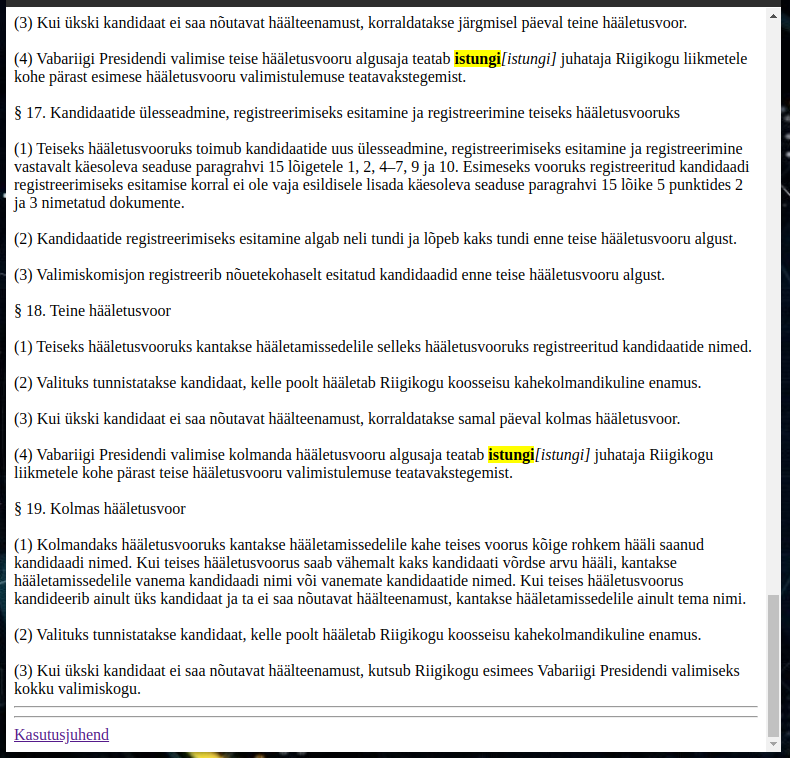 (3) Kui ükski kandidaat ei saa nõutavat häälteenamust, korraldatakse järgmisel päeval teine hääletusvoor.
(4) Vabariigi Presidendi valimise teise hääletusvooru algusaja teatab istungi[istungi] juhataja Riigikogu liikmetele
kohe pärast esimese hääletusvooru valimistulemuse teatavakstegemist.
§ 17. Kandidaatide ülesseadmine, registreerimiseks esitamine ja registreerimine teiseks hääletusvooruks
(1) Teiseks hääletusvooruks toimub kandidaatide uus ülesseadmine, registreerimiseks esitamine ja registreerimine
vastavalt käesoleva seaduse paragrahvi 15 lõigetele 1, 2, 4–7, 9 ja 10. Esimeseks vooruks registreeritud kandidaadi
registreerimiseks esitamise korral ei ole vaja esildisele lisada käesoleva seaduse paragrahvi 15 lõike 5 punktides 2
ja 3 nimetatud dokumente.
(2) Kandidaatide registreerimiseks esitamine algab neli tundi ja lõpeb kaks tundi enne teise hääletusvooru algust.
(3) Valimiskomisjon registreerib nõuetekohaselt esitatud kandidaadid enne teise hääletusvooru algust.
§ 18. Teine hääletusvoor
(1) Teiseks hääletusvooruks kantakse hääletamissedelile selleks hääletusvooruks registreeritud kandidaatide nimed.
(2) Valituks tunnistatakse kandidaat, kelle poolt hääletab Riigikogu koosseisu kahekolmandikuline enamus.
(3) Kui ükski kandidaat ei saa nõutavat häälteenamust, korraldatakse samal päeval kolmas hääletusvoor.
(4) Vabariigi Presidendi valimise kolmanda hääletusvooru algusaja teatab istungi[istungi] juhataja Riigikogu
liikmetele kohe pärast teise hääletusvooru valimistulemuse teatavakstegemist.
§ 19. Kolmas hääletusvoor
(1) Kolmandaks hääletusvooruks kantakse hääletamissedelile kahe teises voorus kõige rohkem hääli saanud
kandidaadi nimed. Kui teises hääletusvoorus saab vähemalt kaks kandidaati võrdse arvu hääli, kantakse
hääletamissedelile vanema kandidaadi nimi või vanemate kandidaatide nimed. Kui teises hääletusvoorus
kandideerib ainult üks kandidaat ja ta ei saa nõutavat häälteenamust, kantakse hääletamissedelile ainult tema nimi.
(2) Valituks tunnistatakse kandidaat, kelle poolt hääletab Riigikogu koosseisu kahekolmandikuline enamus.
(3) Kui ükski kandidaat ei saa nõutavat häälteenamust, kutsub Riigikogu esimees Vabariigi Presidendi valimiseks
kokku valimiskogu.
Kasutusjuhend